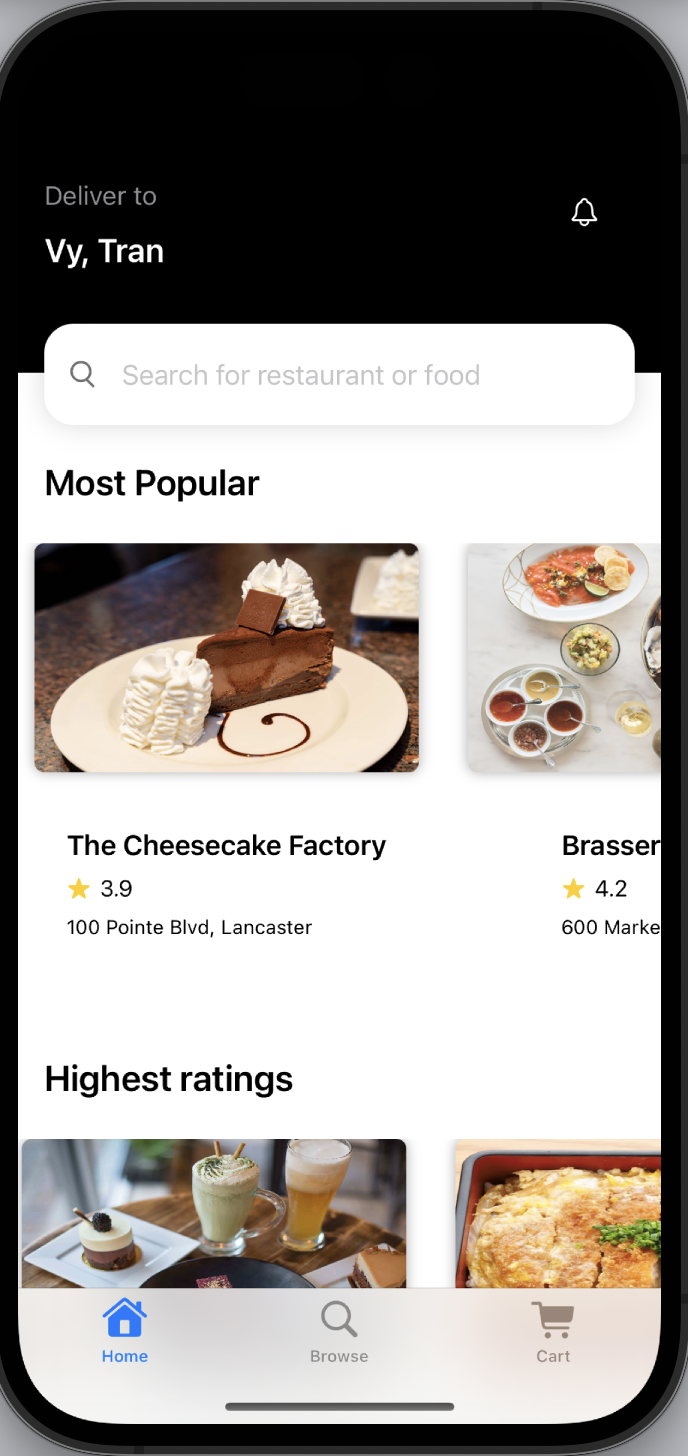 Deliver to
Vy, Tran
Search for restaurant or food
Most Popular
The Cheesecake Factory
Brasser
3.9
4.2
100 Pointe Blvd, Lancaster
600 Marke
Highest ratings
Home
Browse
Cart